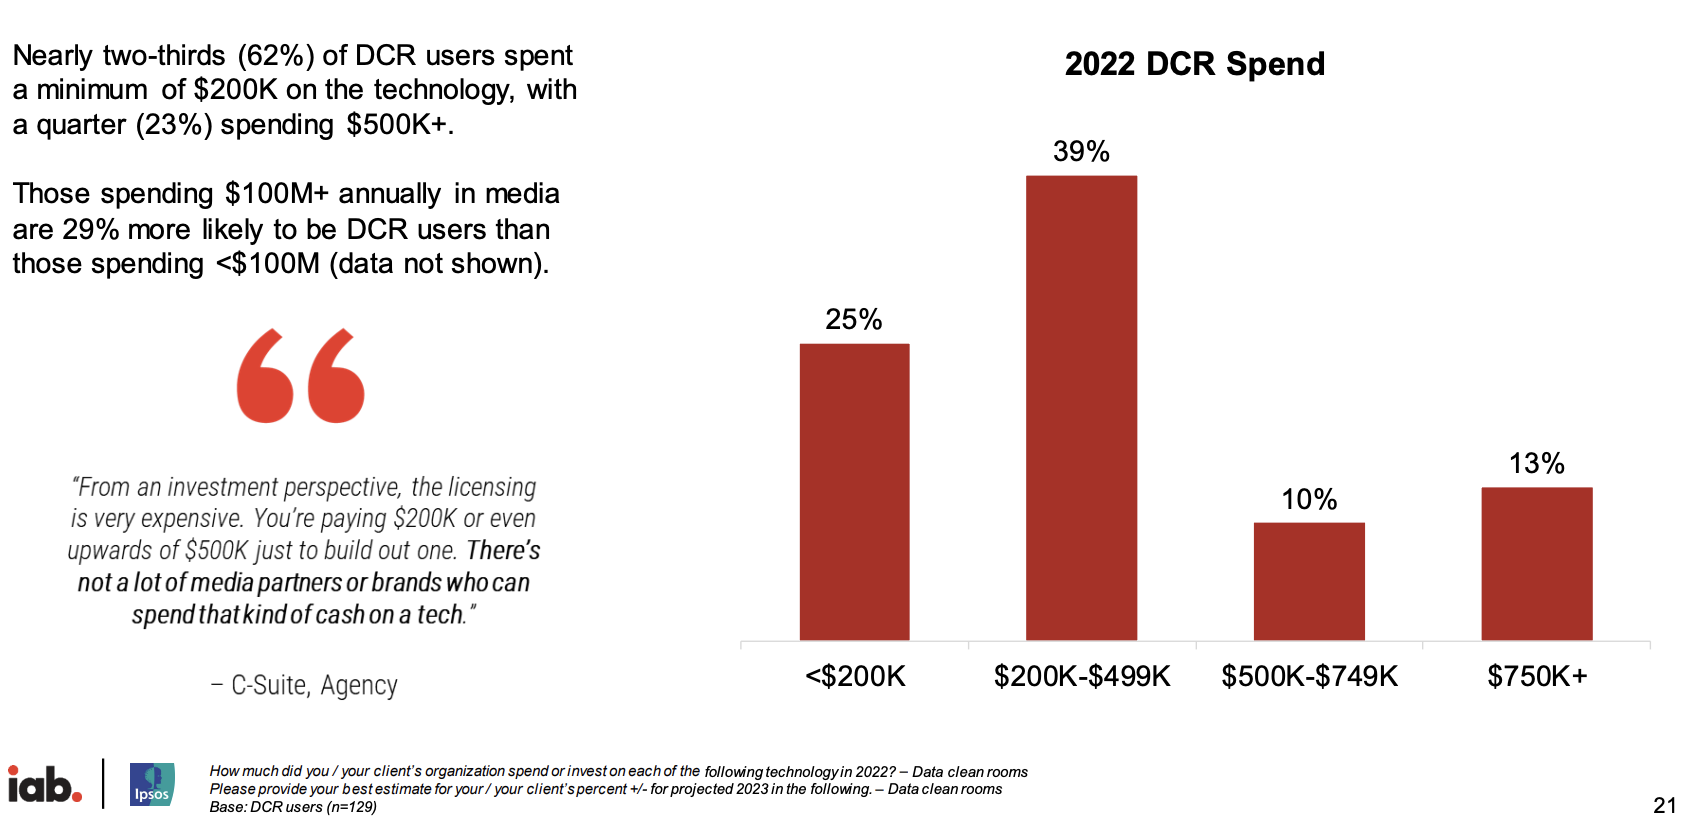 Nearly two-thirds (62%) of DCR users spent
a minimum of $200K on the technology, with
a quarter (23%) spending $500K+.
Those spending $100M+ annually in media
are 29% more likely to be DCR users than
those spending <$100M (data not shown).
“From an investment perspective, the licensing
is very expensive. You’re paying $200K or even
upwards of $500K just to build out one. There’s
not a lot of media partners or brands who can
spend that kind of cash on a tech.”
– C-Suite, Agency
2022 DCR Spend
25%
39%
10%
13%
<$200K
$200K-$499K
$500K-$749K
$750K+
iab.
Ipsos
How much did you / your client’s organization spend or invest on each of the following technology in 2022? – Data clean rooms
Please provide your best estimate for your / your client’s percent +/- for projected 2023 in the following. – Data clean rooms
Base: DCR users (n=129)
21